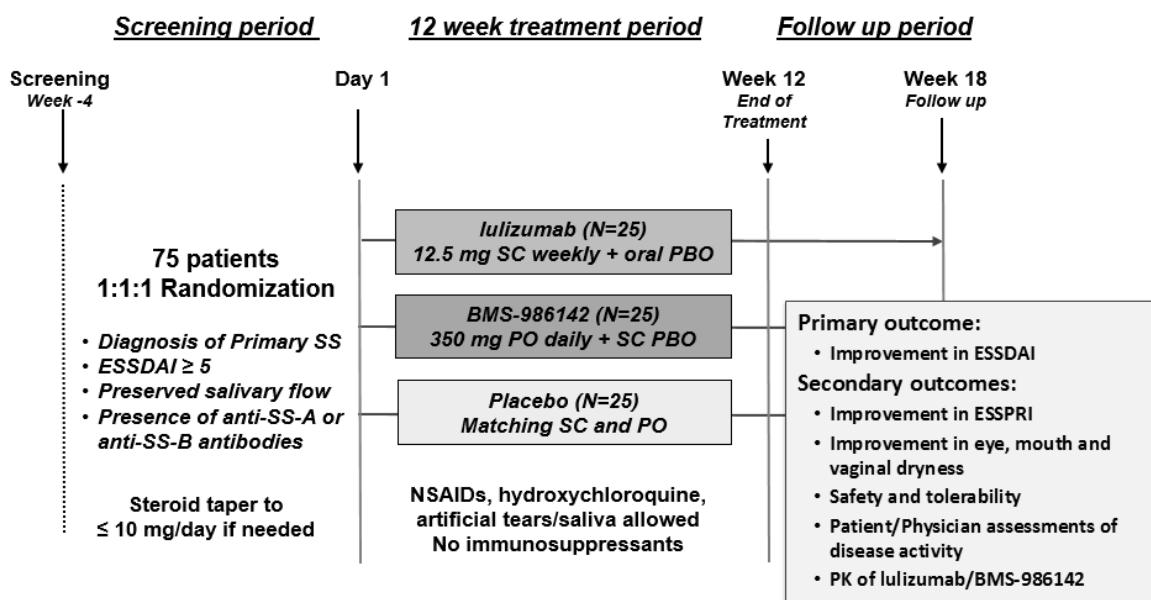 Screening period
12 week treatment period
Follow up period
Screening
Week -4
Day 1
Week 12
End of
Treatment
Week 18
Follow up
75 patients
1:1:1 Randomization
• Diagnosis of Primary SS
• ESSDAI ≥ 5
• Preserved salivary flow
• Presence of anti-SS-A or
anti-SS-B antibodies
Steroid taper to
≤ 10 mg/day if needed
lulizumab (N=25)
12.5 mg SC weekly + oral PBO
BMS-986142 (N=25)
350 mg PO daily + SC PBO
Placebo (N=25)
Matching SC and PO
NSAIDs, hydroxychloroquine,
artificial tears/saliva allowed
No immunosuppressants
Primary outcome:
• Improvement in ESSDAI
Secondary outcomes:
• Improvement in ESSPRI
• Improvement in eye, mouth and
vaginal dryness
• Safety and tolerability
• Patient/Physician assessments of
disease activity
• PK of lulizumab/BMS-986142